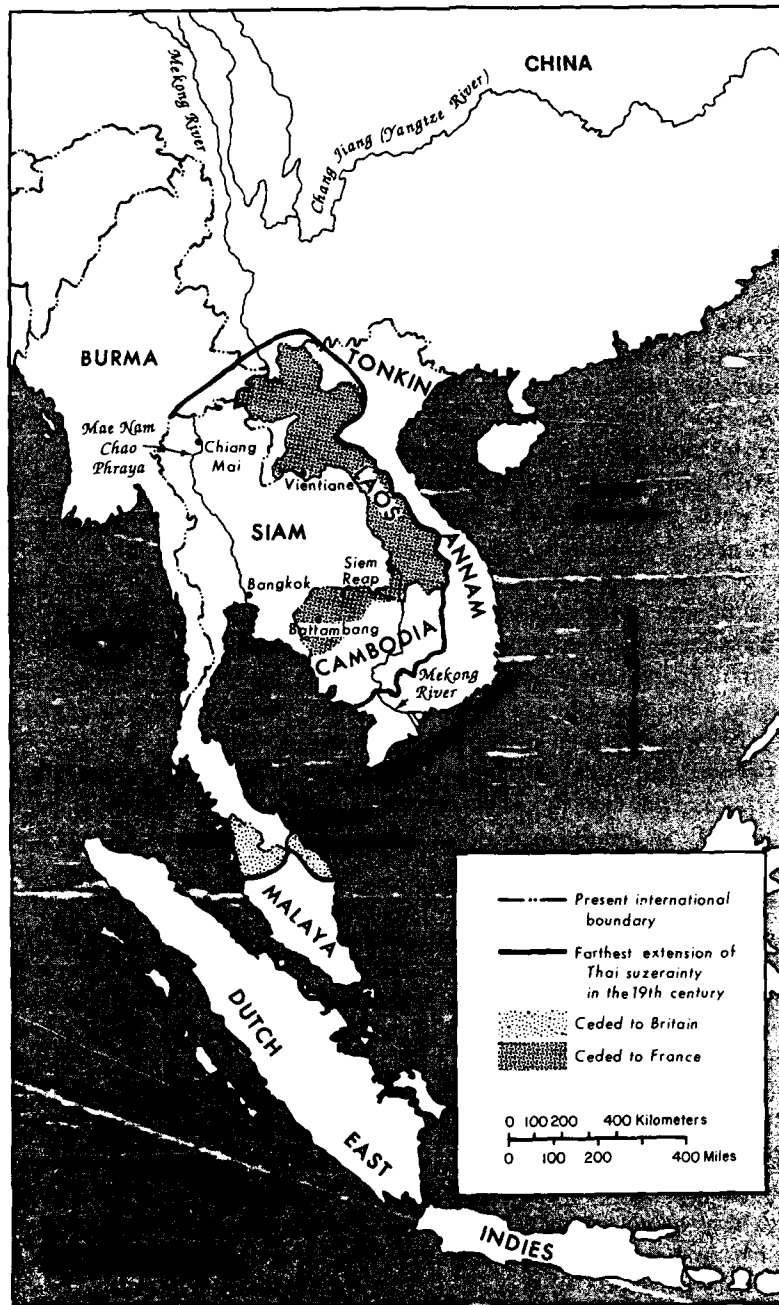 CHINA
Mekong River
Chang Jiang (Yangtze River)
BURMA
TONKIN
Mae Nam
Chao
Phraya
Chiang
Mai
Vientiane
LAOS
SIAM
ANNAM
Siem
Reap
Bangkok
Battambang
CAMBODIA
Mekong
River
MALAYA
DUTCH
EAST
INDIES
Present international
boundary
Farthest extension of
Thai suzerainty
in the 19th century
Ceded to Britain
Ceded to France
0 100 200 400 Kilometers
0 100 200 400 Miles